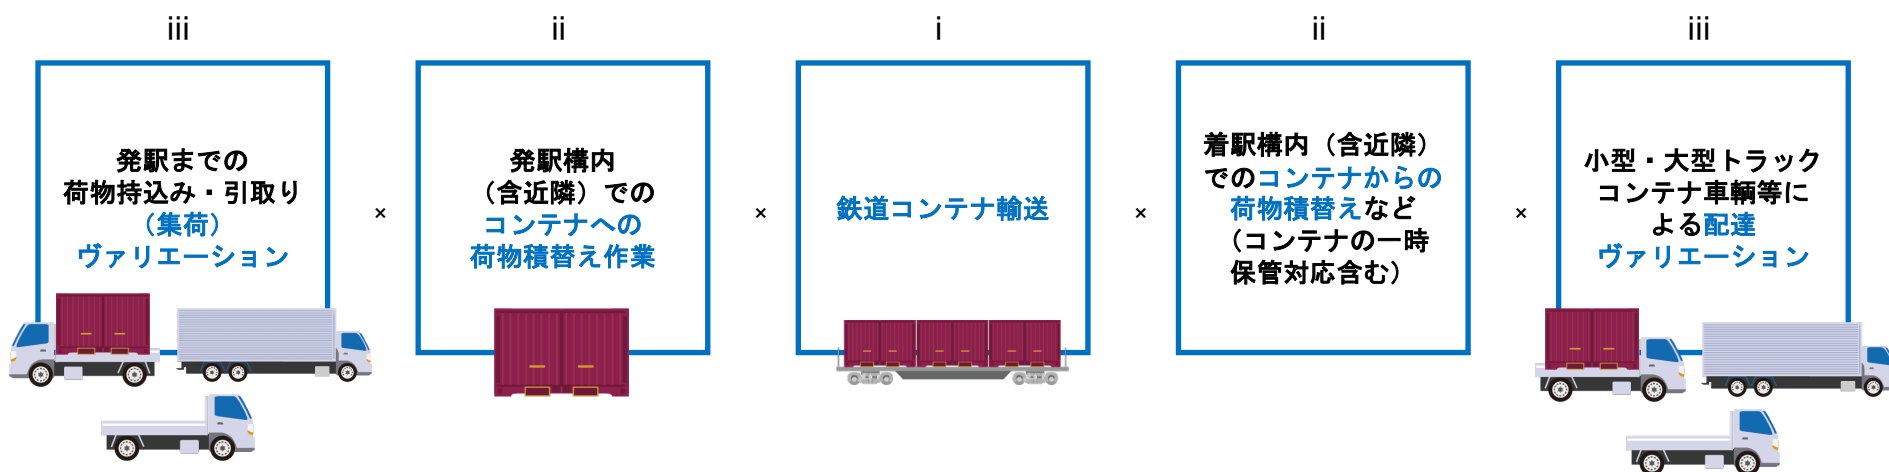 iii
発駅までの
荷物持込み・引取り
（集荷）
ヴァリエーション
×
ii
発駅構内
（含近隣）での
コンテナへの
荷物積替え作業
×
i
鉄道コンテナ輸送
×
ii
着駅構内（含近隣）
でのコンテナからの
荷物積替えなど
（コンテナの一時
保管対応含む）
×
iii
小型・大型トラック
コンテナ車輌等に
よる配達
ヴァリエーション